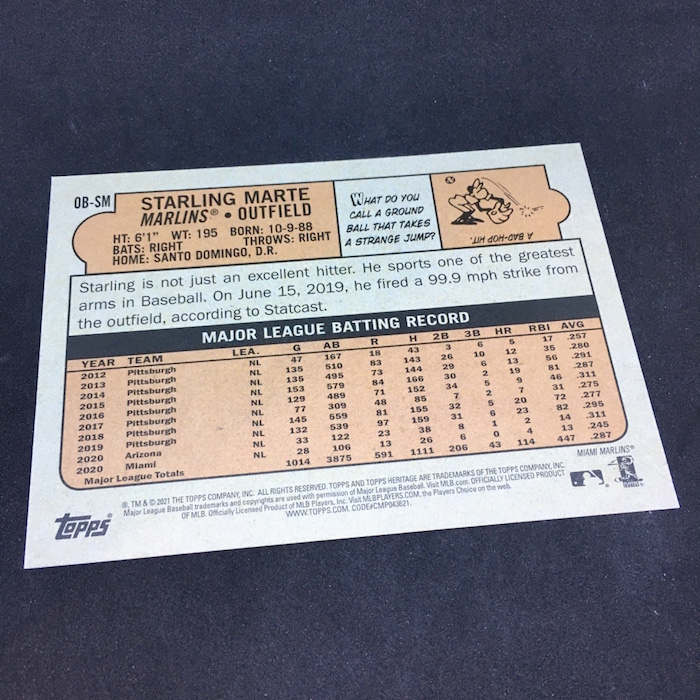 OB-SM
STARLING MARTE
MARLINS® • OUTFIELD
HT: 6'1" WT: 195 BORN: 10-9-88
BATS: RIGHT THROWS: RIGHT
HOME: SANTO DOMINGO, D.R.
WHAT DO YOU
CALL A GROUND
BALL THAT TAKES
A STRANGE JUMP?
A BAD-HOP HIT.
Starling is not just an excellent hitter. He sports one of the greatest
arms in Baseball. On June 15, 2019, he fired a 99.9 mph strike from
the outfield, according to Statcast.
MAJOR LEAGUE BATTING RECORD
YEAR TEAM LEA. G AB R H 2B 3B HR RBI AVG
2012 Pittsburgh NL 47 167 18 43 3 6 5 17 .257
2013 Pittsburgh NL 135 510 83 143 26 10 12 35 .280
2014 Pittsburgh NL 135 495 73 144 29 6 13 56 .291
2015 Pittsburgh NL 153 579 84 166 30 2 19 81 .287
2016 Pittsburgh NL 129 489 71 152 34 5 9 46 .311
2017 Pittsburgh NL 77 309 48 85 7 2 7 31 .275
2018 Pittsburgh NL 145 559 81 155 32 5 20 72 .277
2019 Pittsburgh NL 132 539 97 159 31 6 23 82 .295
2020 Arizona NL 33 122 23 38 8 1 2 14 .311
2020 Miami NL 28 106 13 26 6 0 4 13 .245
Major League Totals 1014 3875 591 1111 206 43 114 447 .287
MIAMI MARLINS®
®, TM & © 2021 THE TOPPS COMPANY, INC. ALL RIGHTS RESERVED. TOPPS AND TOPPS HERITAGE ARE TRADEMARKS OF THE TOPPS COMPANY, INC.
Major League Baseball trademarks and copyrights are used with permission of Major League Baseball. Visit MLB.com. OFFICIALLY LICENSED PRODUCT
OF MLB. Officially Licensed Product of MLB Players, Inc. Visit MLBPLAYERS.COM, the Players Choice on the web.
WWW.TOPPS.COM. CODE#CMP043621.
topps